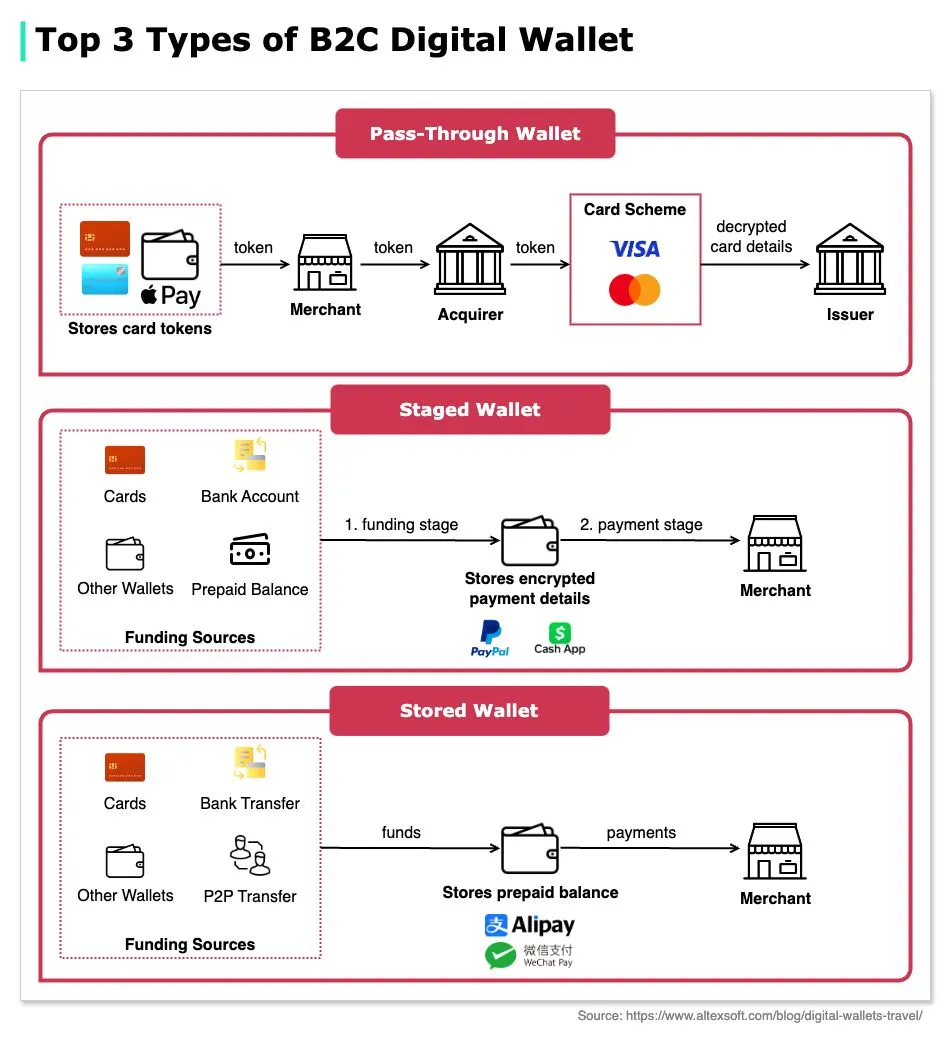 Top 3 Types of B2C Digital Wallet
Pass-Through Wallet
Pay
Stores card tokens
token
Merchant
token
Acquirer
token
Card Scheme
VISA
decrypted
card details
Issuer
Staged Wallet
Cards
Bank Account
Other Wallets
Prepaid Balance
Funding Sources
1. funding stage
Stores encrypted
payment details
PayPal
Cash App
2. payment stage
Merchant
Stored Wallet
Cards
Bank Transfer
Other Wallets
P2P Transfer
Funding Sources
funds
Stores prepaid balance
支 Alipay
微信支付
WeChat Pay
payments
Merchant
Source: https://www.altexsoft.com/blog/digital-wallets-travel/